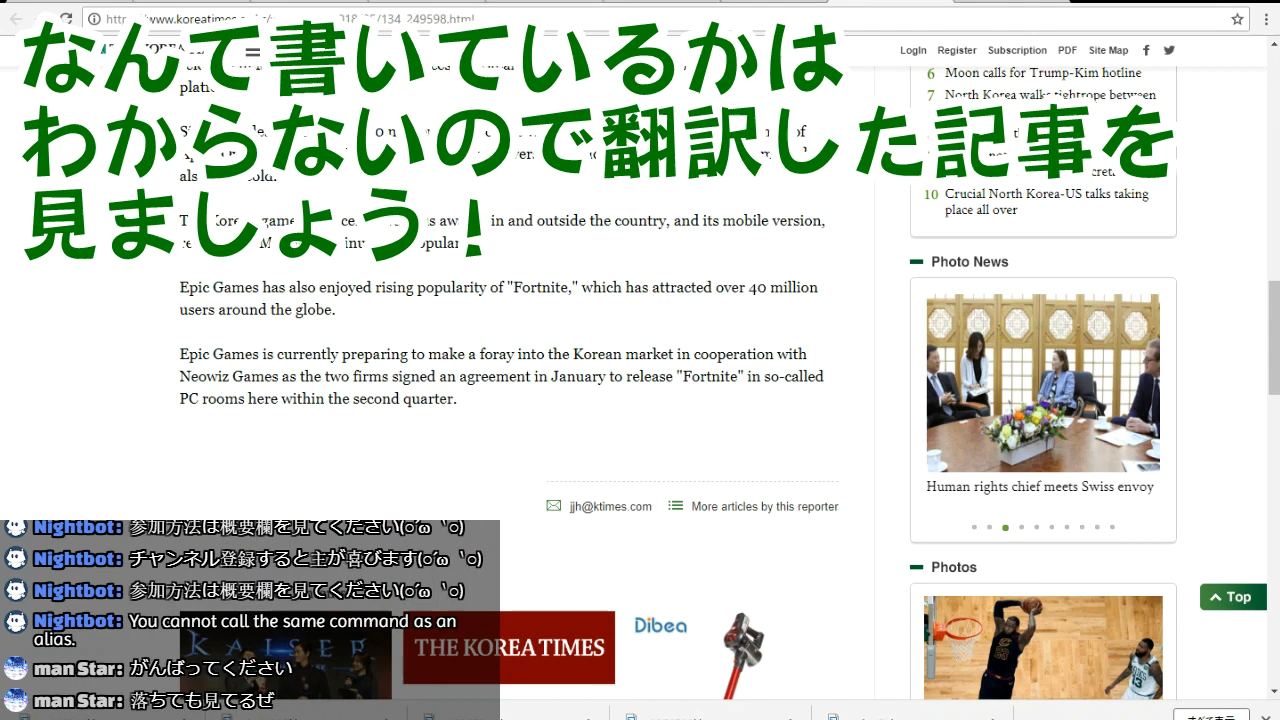 なんて書いているかは
わからないので翻訳した記事を
見ましょう！
Login Register Subscription PDF Site Map
6 Moon calls for Trump-Kim hotline
7 North Korea walks tightrope between
10 Crucial North Korea-US talks taking
place all over
in and outside the country, and its mobile version,
Epic Games has also enjoyed rising popularity of "Fortnite," which has attracted over 40 million
users around the globe.
Epic Games is currently preparing to make a foray into the Korean market in cooperation with
Neowiz Games as the two firms signed an agreement in January to release "Fortnite" in so-called
PC rooms here within the second quarter.
jjh@ktimes.com More articles by this reporter
Photo News
Human rights chief meets Swiss envoy
Photos
Top
Nightbot: 参加方法は概要欄を見てください(ο´ω｀ο)
Nightbot: チャンネル登録すると主が喜びます(ο´ω｀ο)
Nightbot: 参加方法は概要欄を見てください(ο´ω｀ο)
Nightbot: You cannot call the same command as an
alias.
man Star: がんばってください
man Star: 落ちても見てるぜ
KAISER
THE KOREA TIMES
Dibea